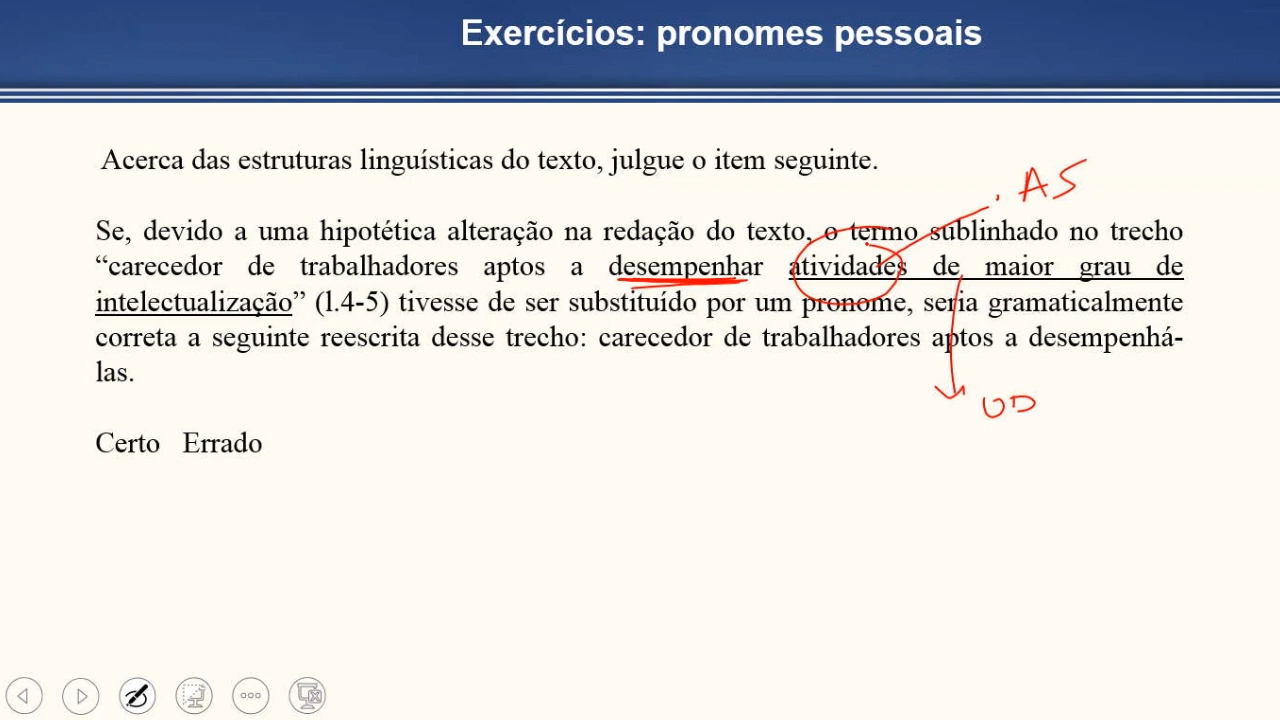 Exercícios: pronomes pessoais
Acerca das estruturas linguísticas do texto, julgue o item seguinte.
AS
Se, devido a uma hipotética alteração na redação do texto, o termo sublinhado no trecho
“carecedor de trabalhadores aptos a desempenhar atividades de maior grau de
intelectualização” (l.4-5) tivesse de ser substituído por um pronome, seria gramaticalmente
correta a seguinte reescrita desse trecho: carecedor de trabalhadores aptos a desempenhá-
las.
OD
Certo Errado